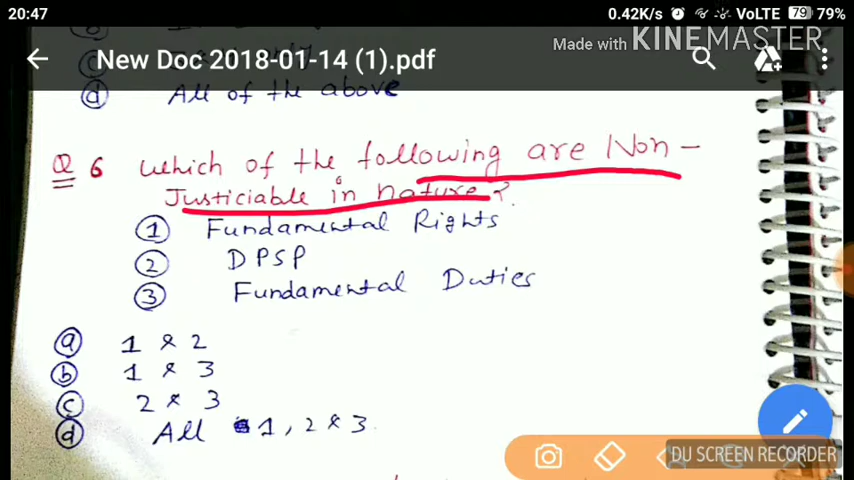 20:47 0.42K/s VoLTE 79 79%
Made with KINEMASTER
New Doc 2018-01-14 (1).pdf
d All of the above
Q 6 Which of the following are Non-
Justiciable in nature?
1 Fundamental Rights
2 DPSP
3 Fundamental Duties
a 1 & 2
b 1 & 3
c 2 & 3
d All 1, 2 & 3.
DU SCREEN RECORDER